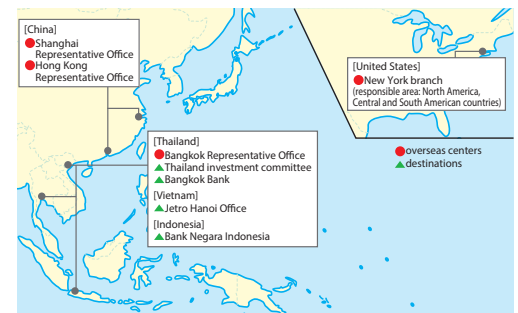 [China]
●Shanghai
Representative Office
●Hong Kong
Representative Office
[United States]
●New York branch
(responsible area: North America,
Central and South American countries)
●overseas centers
▲destinations
[Thailand]
●Bangkok Representative Office
▲Thailand investment committee
▲Bangkok Bank
[Vietnam]
▲Jetro Hanoi Office
[Indonesia]
▲Bank Negara Indonesia